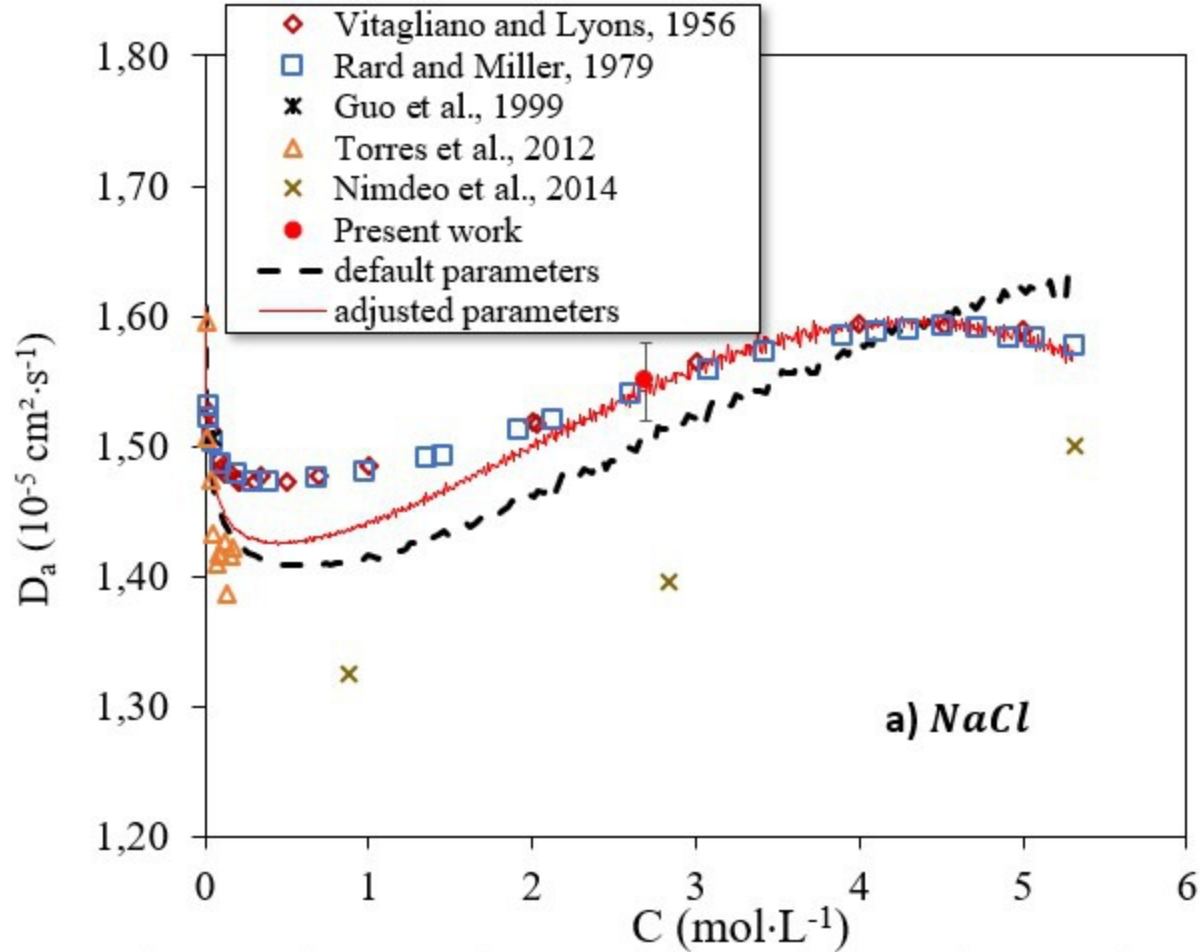 Vitagliano and Lyons, 1956
Rard and Miller, 1979
Guo et al., 1999
Torres et al., 2012
Nimdeo et al., 2014
Present work
default parameters
adjusted parameters
1,80
1,70
1,60
1,50
1,40
1,30
1,20
Dₐ (10⁻⁵ cm²·s⁻¹)
a) NaCl
0 1 2 3 4 5 6
C (mol·L⁻¹)